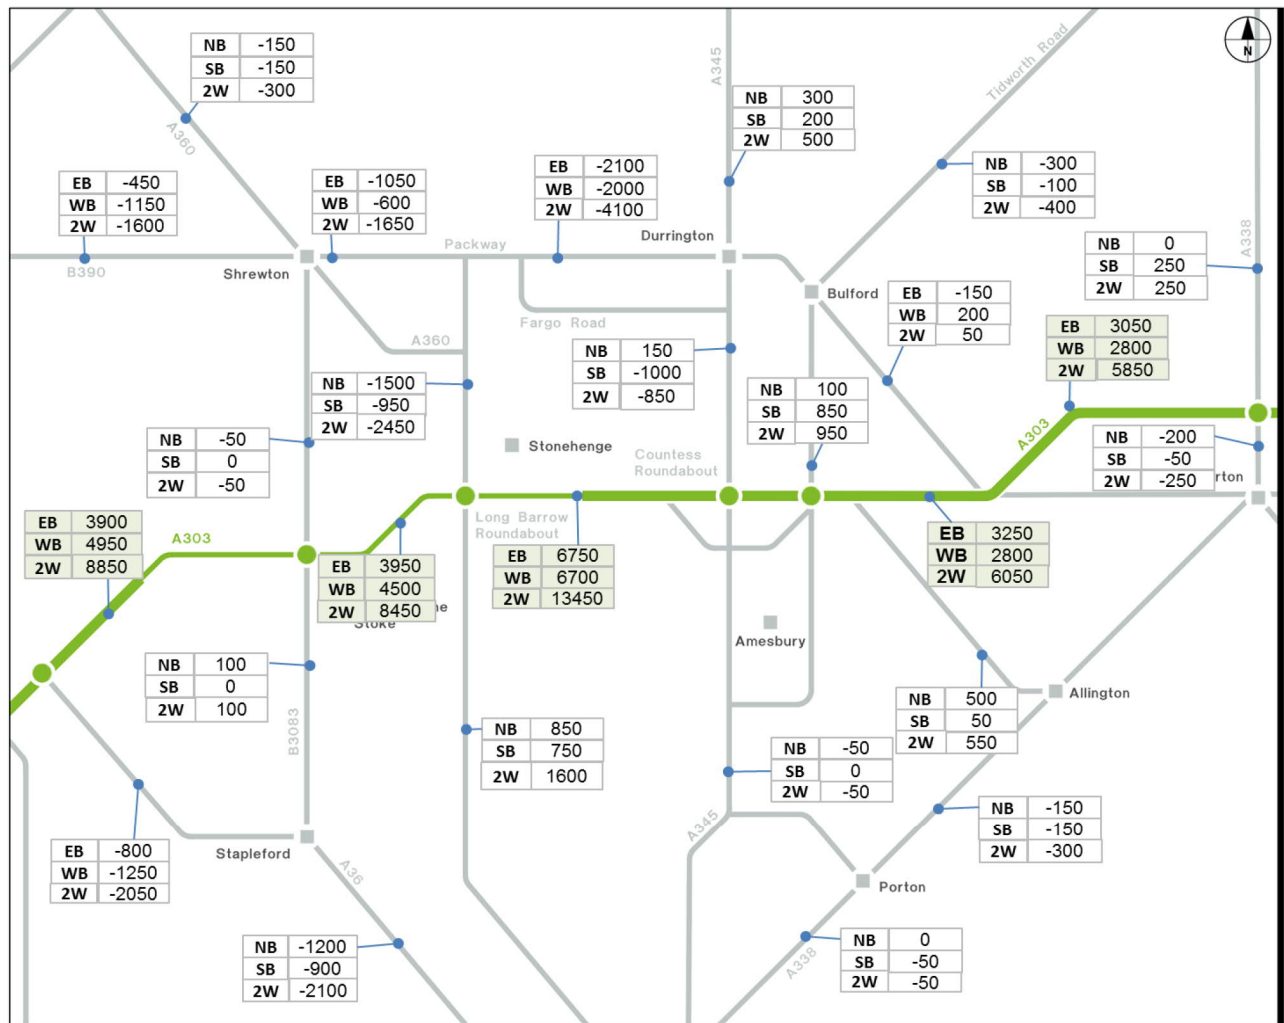 NB -150
SB -150
2W -300
A360
A345
NB 300
SB 200
2W 500
Tidworth Road
N
EB -450
WB -1150
2W -1600
EB -1050
WB -600
2W -1650
EB -2100
WB -2000
2W -4100
NB -300
SB -100
2W -400
A338
B390
Shrewton
Packway
Durrington
NB 0
SB 250
2W 250
Bulford
EB -150
WB 200
2W 50
Fargo Road
A360
EB 3050
WB 2800
2W 5850
NB 150
SB -1000
2W -850
NB -1500
SB -950
2W -2450
NB 100
SB 850
2W 950
NB -50
SB 0
2W -50
Stonehenge
Countess
Roundabout
A303
NB -200
SB -50
2W -250
rton
EB 3900
WB 4950
2W 8850
A303
Long Barrow
Roundabout
EB 3950
WB 4500
2W 8450
ne
Stoke
EB 6750
WB 6700
2W 13450
EB 3250
WB 2800
2W 6050
Amesbury
NB 100
SB 0
2W 100
B3083
NB 850
SB 750
2W 1600
NB 500
SB 50
2W 550
Allington
NB -50
SB 0
2W -50
A345
NB -150
SB -150
2W -300
EB -800
WB -1250
2W -2050
Stapleford
A36
Porton
NB -1200
SB -900
2W -2100
NB 0
SB -50
2W -50
A338